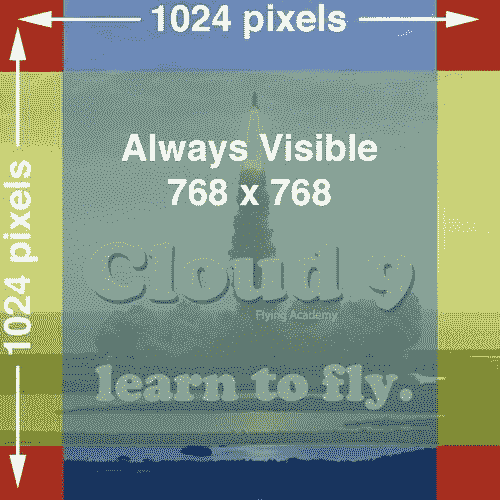 1024 pixels
1024 pixels
Always Visible
768 x 768
Cloud 9
Flying Academy
learn to fly.